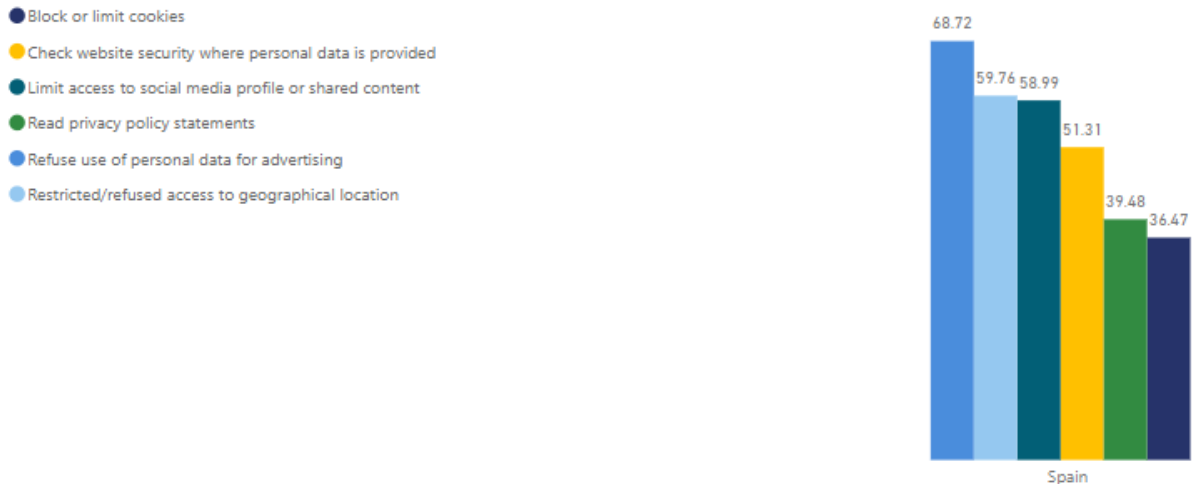 Block or limit cookies
Check website security where personal data is provided
Limit access to social media profile or shared content
Read privacy policy statements
Refuse use of personal data for advertising
Restricted/refused access to geographical location
68.72
59.76
58.99
51.31
39.48
36.47
Spain